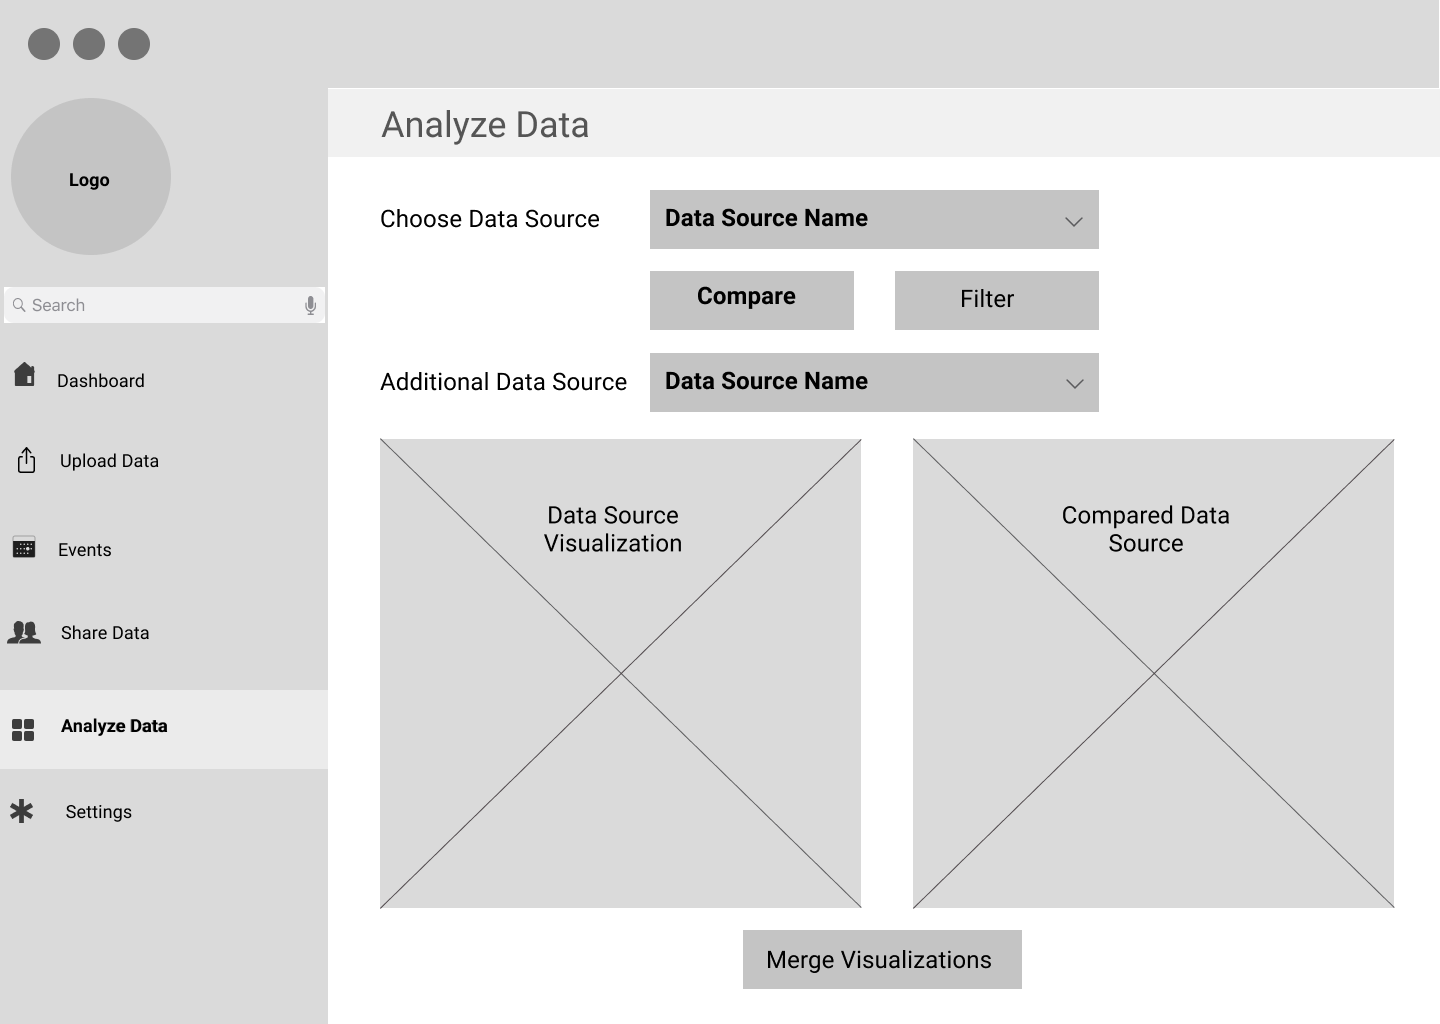 Logo
Search
Dashboard
Upload Data
Events
Share Data
Analyze Data
Settings
Analyze Data
Choose Data Source
Data Source Name
Compare
Filter
Additional Data Source
Data Source Name
Data Source
Visualization
Compared Data
Source
Merge Visualizations